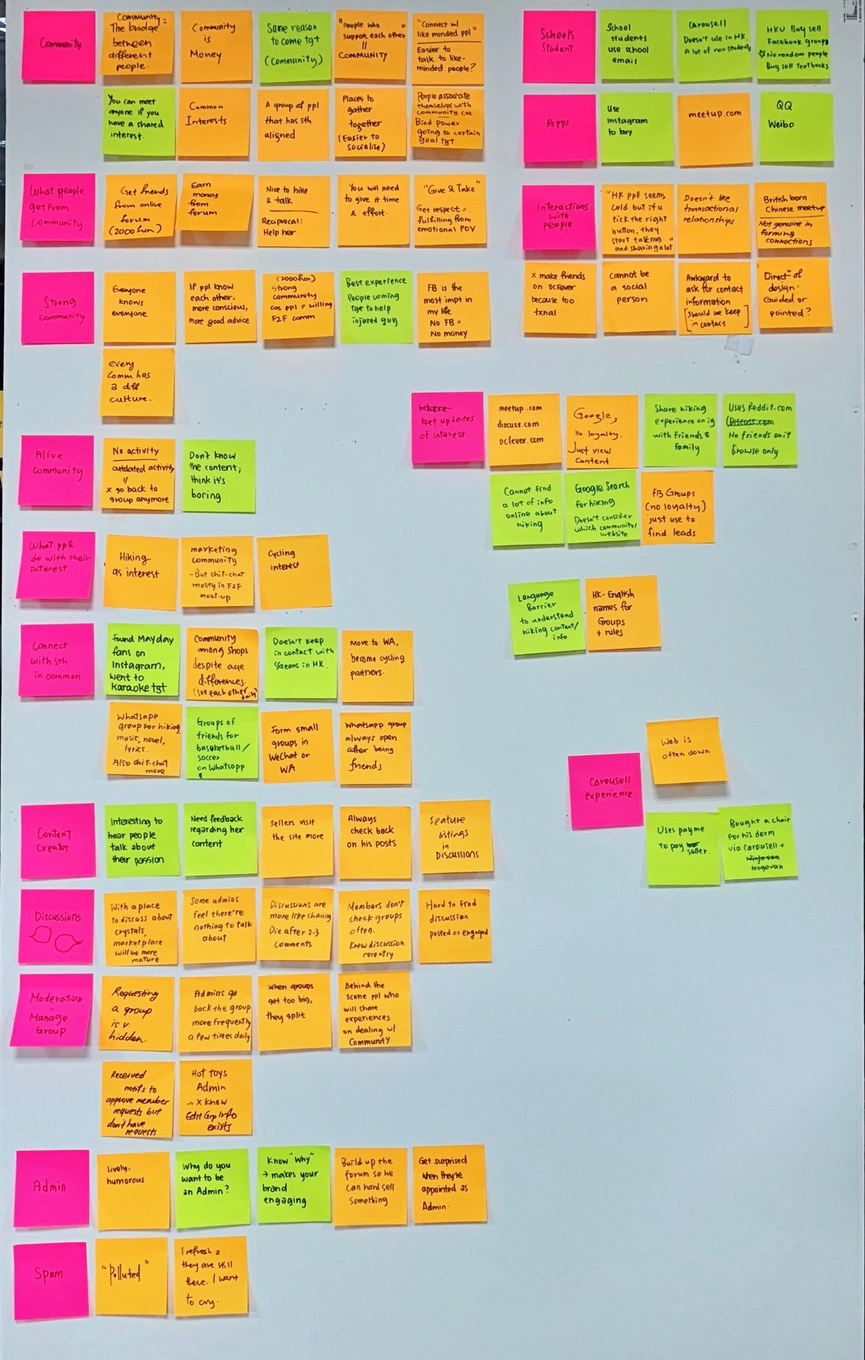 Community
Community:
The bridge
between
different
people.
Community
is
Money
Same reason
to come tgt
(community)
"People who
support each other"
||
COMMUNITY
"Connect w/
like minded ppl"
Easier to
talk to like-
minded people?
You can meet
anyone if you
have a shared
interest.
Common
Interests
A group of ppl
that has sth
aligned
Places to
gather
together
(Easier to
socialise)
People associate
themselves with
community coz
Bind Power
going to certain
goal tgt
What people
get from
community
Get friends
from online
forum
(2000 fun)
Earn
money
from
forum
Nice to hike
& talk
Reciprocal:
Help her
You will need
to give it time
& effort.
"Give & Take"
Get respect =
fulfilling from
emotional POV
Strong
community
Everyone
knows
everyone
If ppl know
each other.
more conscious,
more good advice
(2000 fun)
strong
community
cos ppl r willing
F2F comm
Best experience
People coming
tgt to help
injured guy
FB is the
most impt in
my life
No FB =
No money
every
comm has
a diff
culture.
Alive
Community
No activity
outdated activity
||
x go back to
group anymore
Don't know
the content,
think it's
boring
What ppl
do with their
interest
Hiking
as interest
marketing
community
- But chit-chat
mostly in F2F
meet-up
Cycling
interest
Connect
with sth
in common
Found Mayday
fans on
Instagram,
went to
karaoke tgt
Community
among shops
despite age
differences.
(see each other daily)
Doesn't keep
in contact with
in HK.
Move to WA,
become cycling
partners.
Whatsapp
group for hiking
music, novel,
lyrics.
Also chit-chat
more
Groups of
friends for
basketball/
soccer
on Whatsapp
Form small
groups in
WeChat or
WA
Whatsapp group
always open
after being
friends
Content
Creator
Interesting to
hear people
talk about
their passion
Need feedback
regarding her
content
Sellers visit
the site more
Always
check back
on his posts
Feature
listings
in
Discussions
Discussions
With a place
to discuss about
crystals,
marketplace
will be more
mature
Some admins
feel there're
nothing to talk
about
Discussions are
more like sharing
Die after 2-3
comments
Members don't
check groups
often.
Know discussion
recently
Hard to find
discussion
posted or engaged
Moderative
Manage
Group
Requesting
a group
is v.
hidden.
Admins go
back the group
more frequently
a few times daily
When groups
get too big,
they split
Behind the
scene ppl who
will share
experiences
on dealing w/
Community
Received
notifs to
approve member
requests but
don't have
requests
Hot toys
Admin
→ x know
Edit Grp Info
exists
Admin
Lively.
humorous
Why do you
want to be
an Admin?
Know "Why"
→ makes your
brand
engaging
Build up the
forum so he
can hard sell
something
Get surprised
when they're
appointed as
Admin.
Spam
"Polluted"
I refresh &
they are still
there. I want
to cry.
Schools
Student
School
students
use school
email
Carousell
Doesn't use in HK
A lot of non students
HKU Buy sell
Facebook groups
No random people
Buy sell Textbooks
Apps
Use
Instagram
to buy
meetup.com
QQ
Weibo
Interactions
with
people
"HK ppl seems
cold but if u
tick the right
button, they
start talking
and sharing a lot"
Doesn't like
transactional
relationships
British born
Chinese meetup
Not genuine in
forming
connections
x make friends
on DCfever
because too
txnal
Cannot be
a social
person
Awkward to
ask for contact
information
[should we keep
in contact]
Direct° of
design:
Guided or
pointed?
Where
Get updates
of interest
meetup.com
discuss.com
DCfever.com
Google,
no loyalty.
Just view
Content
Share hiking
experience on ig
with friends &
family
Uses Reddit.com
Discuss.com
No friends on it
Browse only
Cannot find
a lot of info
online about
hiking
Google Search
for hiking
Doesn't consider
which community/
website
FB Groups
(no loyalty)
just use to
find leads
Language
Barrier
to understand
hiking content/
info
HK-English
names for
Groups
+ rules
Carousell
experience
Web is
often down.
Uses payme
to pay seller.
Bought a chair
for his dorm
via Carousell +
Gogovan